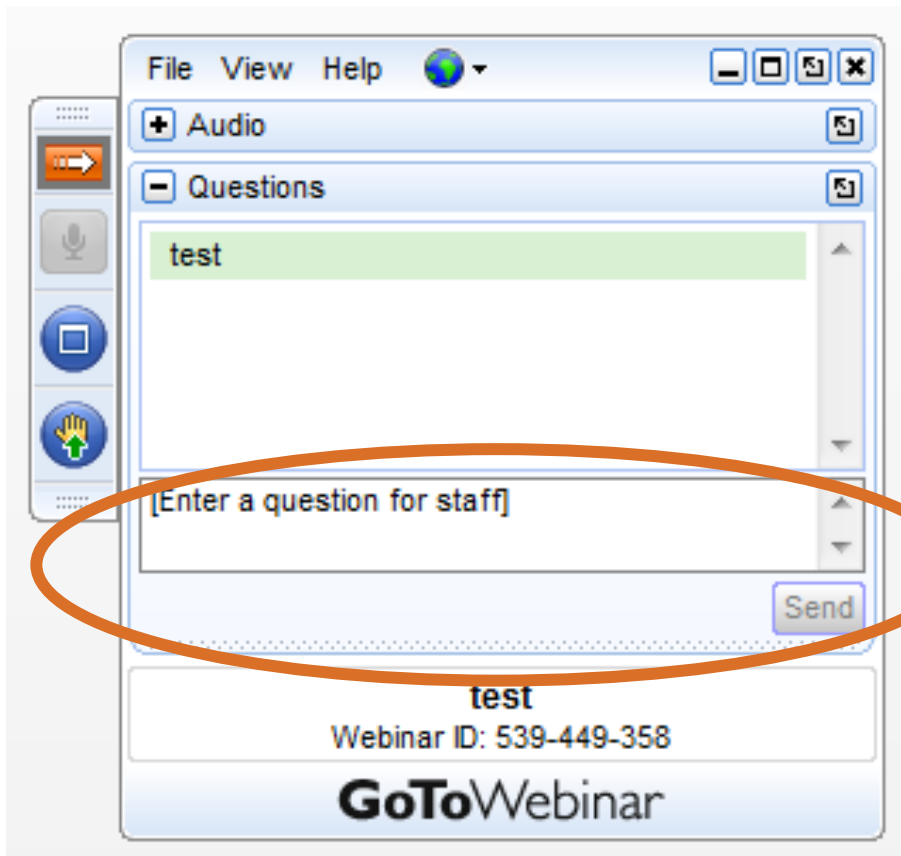 File View Help
Audio
Questions
test
[Enter a question for staff]
Send
test
Webinar ID: 539-449-358
GoToWebinar